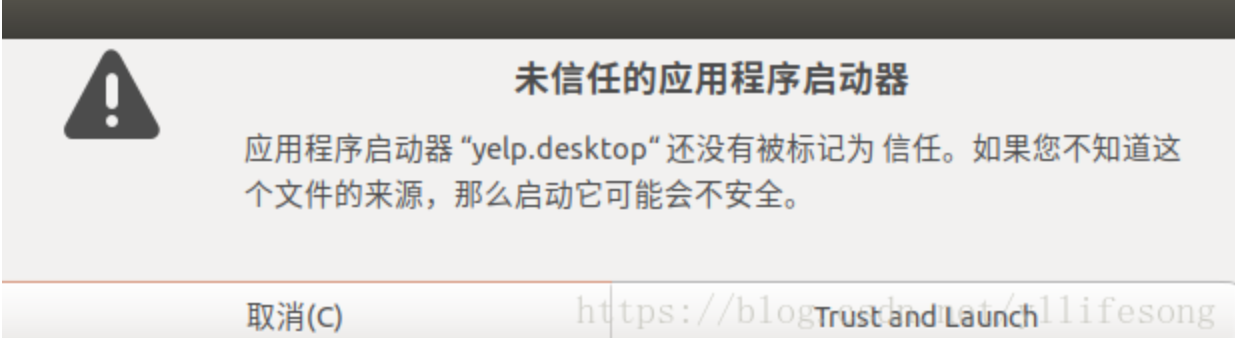 未信任的应用程序启动器
应用程序启动器 “yelp.desktop“ 还没有被标记为 信任。如果您不知道这
个文件的来源，那么启动它可能会不安全。
取消(C)
Trust and Launch